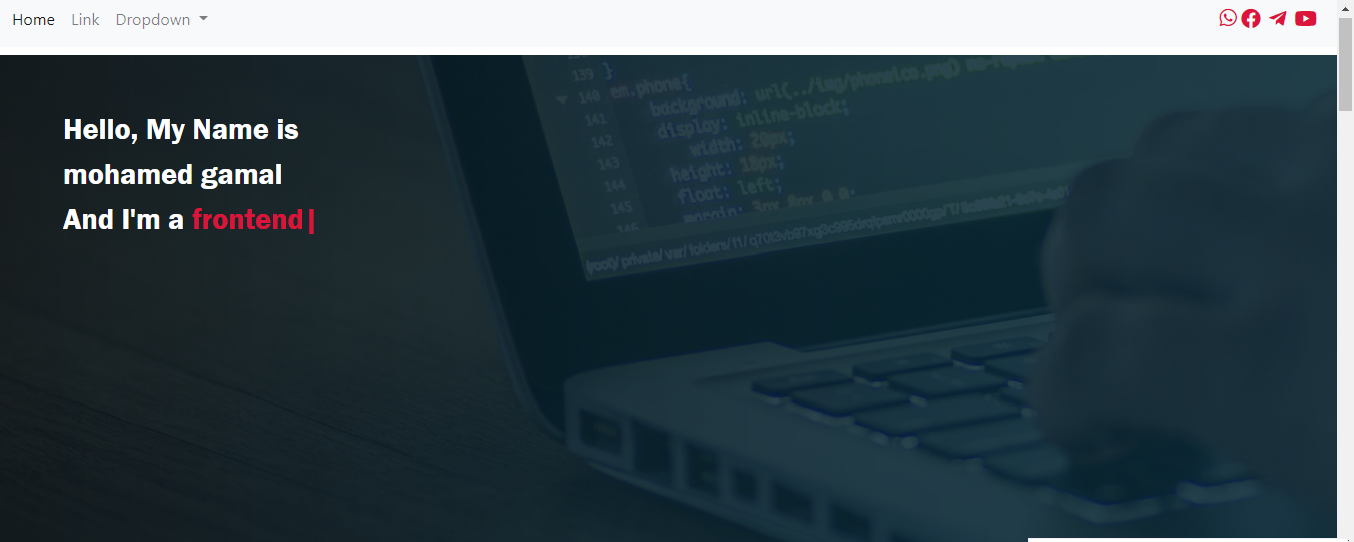 Home Link Dropdown
Hello, My Name is
mohamed gamal
And I'm a frontend|
139 }
140 em.phone{
141 background: url(../img/phoneico.png) no-repeat
142 display: inline-block;
143 width: 20px;
144 height: 18px;
145 float: left;
146 margin: 3px 8px 0 0;
(root)/ private/ var/ folders/ f1/